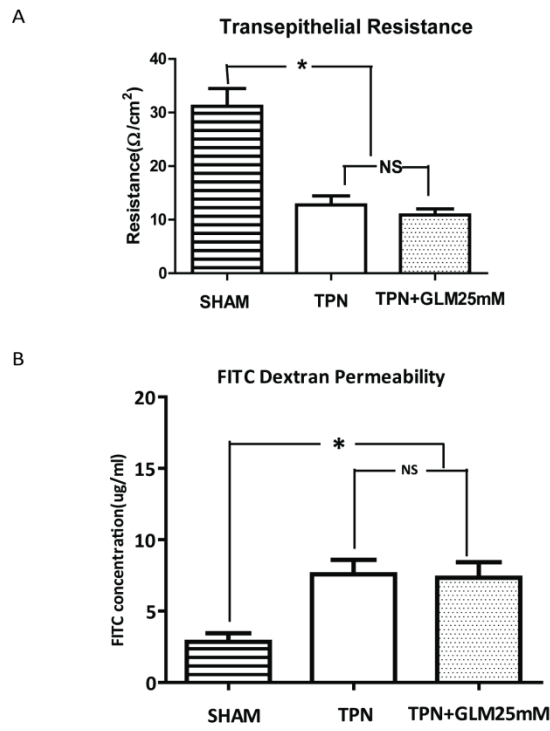 A
Transepithelial Resistance
Resistance(Ω/cm²)
40
30
20
10
0
*
NS
SHAM
TPN
TPN+GLM25mM
B
FITC Dextran Permeability
FITC concentration(ug/ml)
20
15
10
5
0
*
NS
SHAM
TPN
TPN+GLM25mM